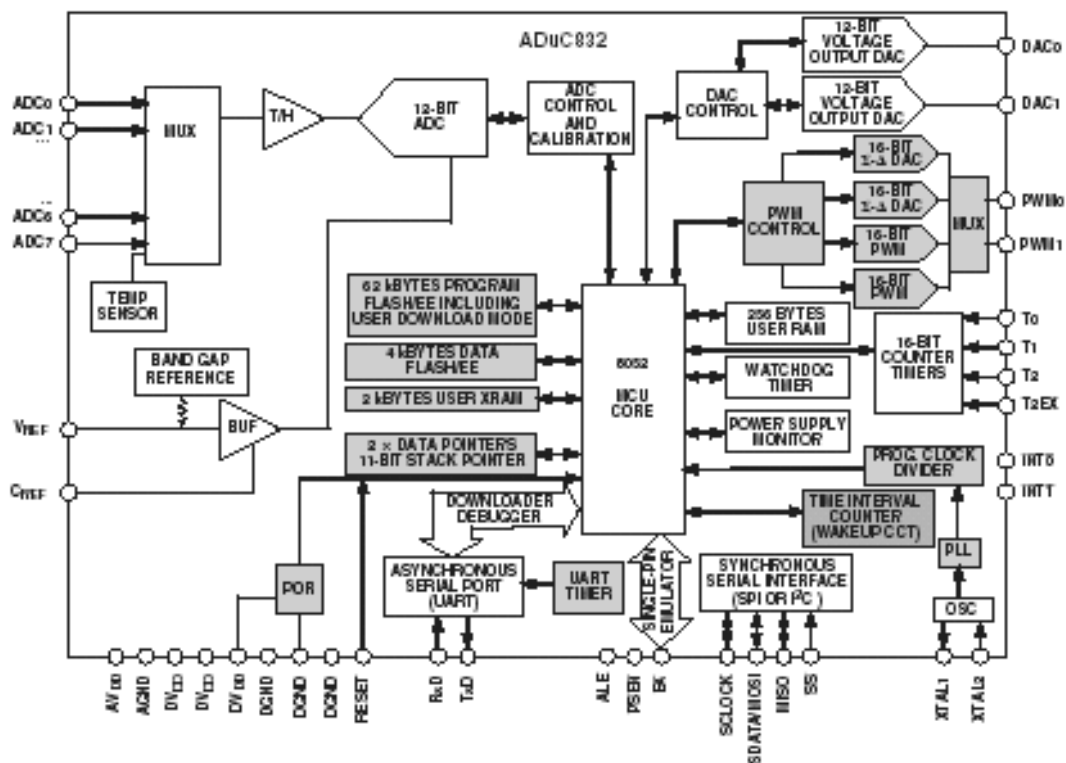 ADuC832
ADC0
ADC1
...
...
ADC6
ADC7
MUX
TEMP
SENSOR
T/H
12-BIT
ADC
ADC
CONTROL
AND
CALIBRATION
DAC
CONTROL
12-BIT
VOLTAGE
OUTPUT DAC
DAC0
12-BIT
VOLTAGE
OUTPUT DAC
DAC1
PWM
CONTROL
16-BIT
Σ-Δ DAC
16-BIT
Σ-Δ DAC
16-BIT
PWM
16-BIT
PWM
MUX
PWM0
PWM1
BAND GAP
REFERENCE
VREF
BUF
CREF
62 kBYTES PROGRAM
FLASH/EE INCLUDING
USER DOWNLOAD MODE
4 kBYTES DATA
FLASH/EE
2 kBYTES USER XRAM
2 × DATA POINTERS
11-BIT STACK POINTER
DOWNLOADER
DEBUGGER
8052
MCU
CORE
256 BYTES
USER RAM
WATCHDOG
TIMER
POWER SUPPLY
MONITOR
16-BIT
COUNTER
TIMERS
T0
T1
T2
T2EX
PROG. CLOCK
DIVIDER
INT0
INT1
TIME INTERVAL
COUNTER
(WAKEUP CCT)
PLL
OSC
POR
ASYNCHRONOUS
SERIAL PORT
(UART)
UART
TIMER
SINGLE-PIN
EMULATOR
SYNCHRONOUS
SERIAL INTERFACE
(SPI OR I²C )
AVDD
AGND
DVDD
DVDD
DVDD
DGND
DGND
DGND
RESET
RxD
TxD
ALE
PSEN
EA
SCLOCK
SDATA/MOSI
MISO
SS
XTAL1
XTAL2